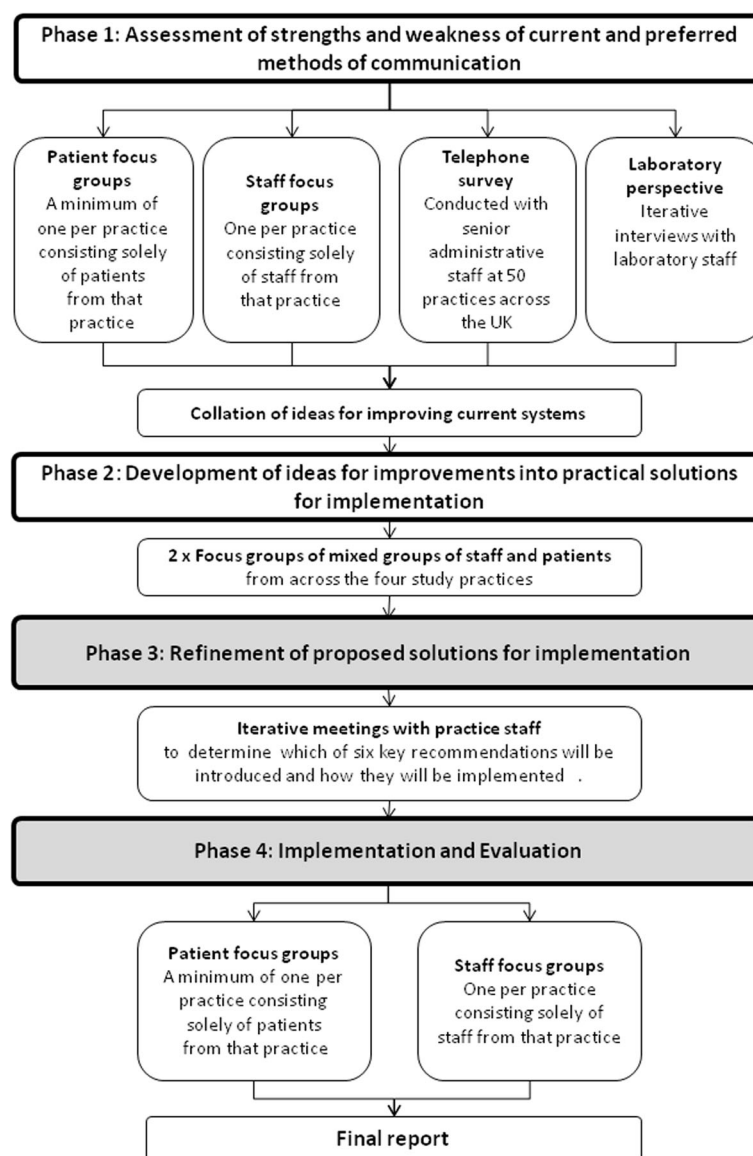 Phase 1: Assessment of strengths and weakness of current and preferred
methods of communication
Patient focus
groups
A minimum of
one per practice
consisting solely
of patients
from that
practice
Staff focus
groups
One per practice
consisting solely
of staff from
that practice
Telephone
survey
Conducted with
senior
administrative
staff at 50
practices across
the UK
Laboratory
perspective
Iterative
interviews with
laboratory staff
Collation of ideas for improving current systems
Phase 2: Development of ideas for improvements into practical solutions
for implementation
2 x Focus groups of mixed groups of staff and patients
from across the four study practices
Phase 3: Refinement of proposed solutions for implementation
Iterative meetings with practice staff
to determine which of six key recommendations will be
introduced and how they will be implemented .
Phase 4: Implementation and Evaluation
Patient focus groups
A minimum of one per
practice consisting
solely of patients
from that practice
Staff focus groups
One per practice
consisting solely of
staff from that practice
Final report